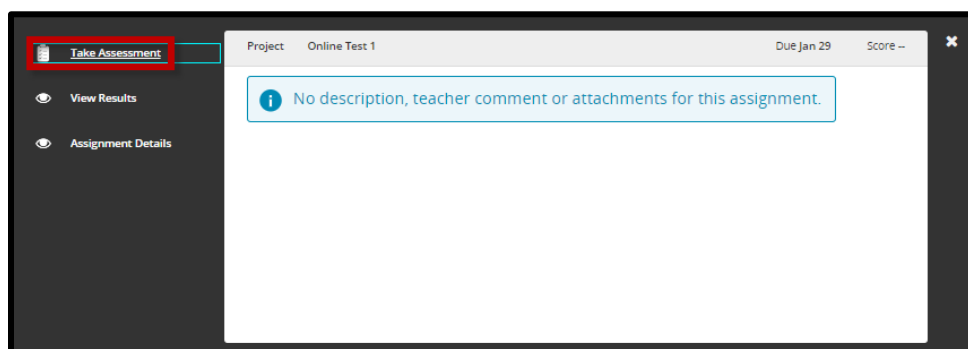 Take Assessment
View Results
Assignment Details
Project Online Test 1 Due Jan 29 Score --
No description, teacher comment or attachments for this assignment.